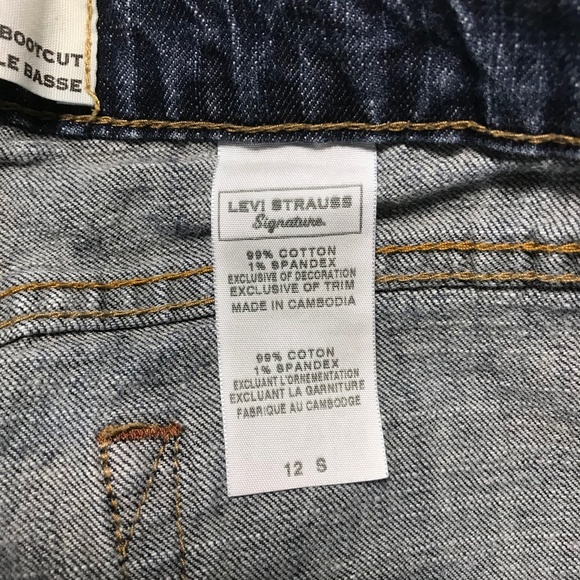 BOOTCUT
LE BASSE
LEVI STRAUSS
Signature
99% COTTON
1% SPANDEX
EXCLUSIVE OF DECORATION
EXCLUSIVE OF TRIM
MADE IN CAMBODIA
99% COTON
1% SPANDEX
EXCLUANT L'ORNEMENTATION
EXCLUANT LA GARNITURE
FABRIQUE AU CAMBODGE
12 S